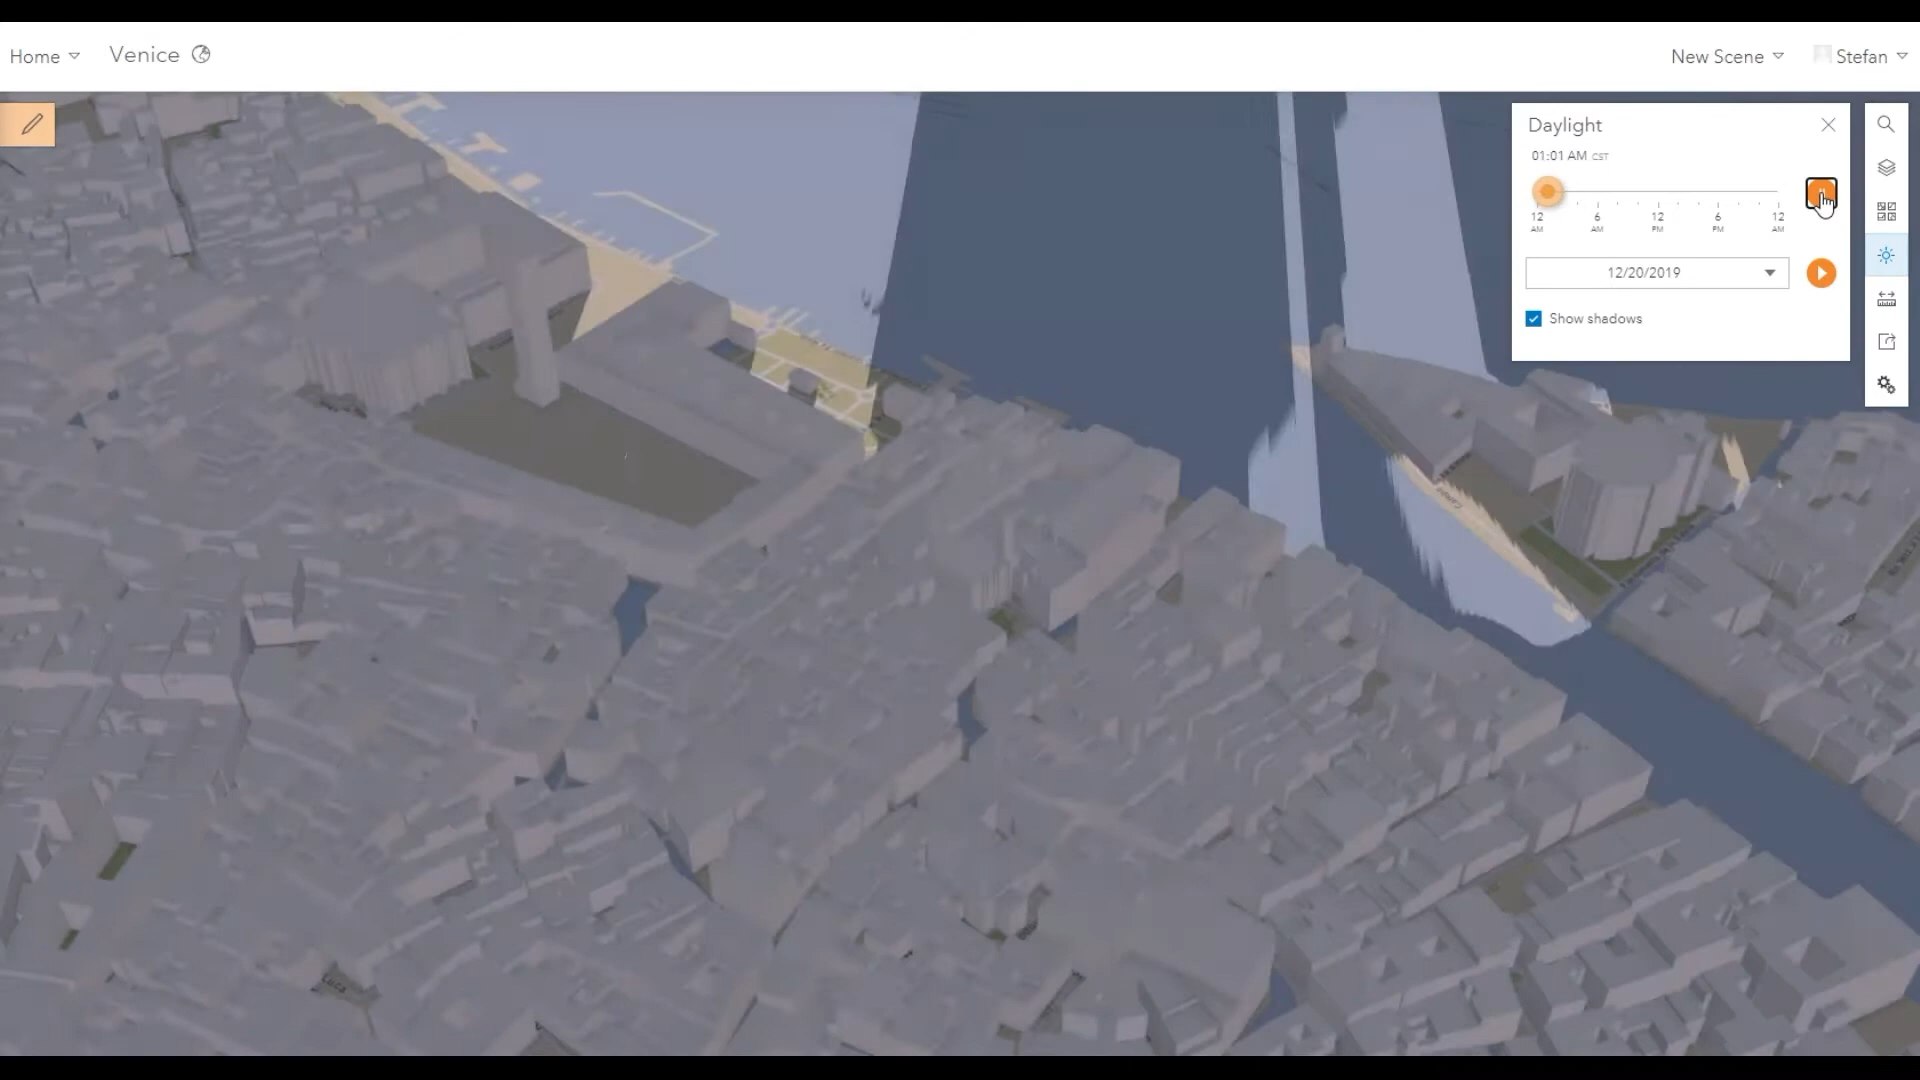 Home
Venice
New Scene
Stefan
Daylight
01:01 AM CST
12 6 12 6 12
AM AM PM PM AM
12/20/2019
Show shadows